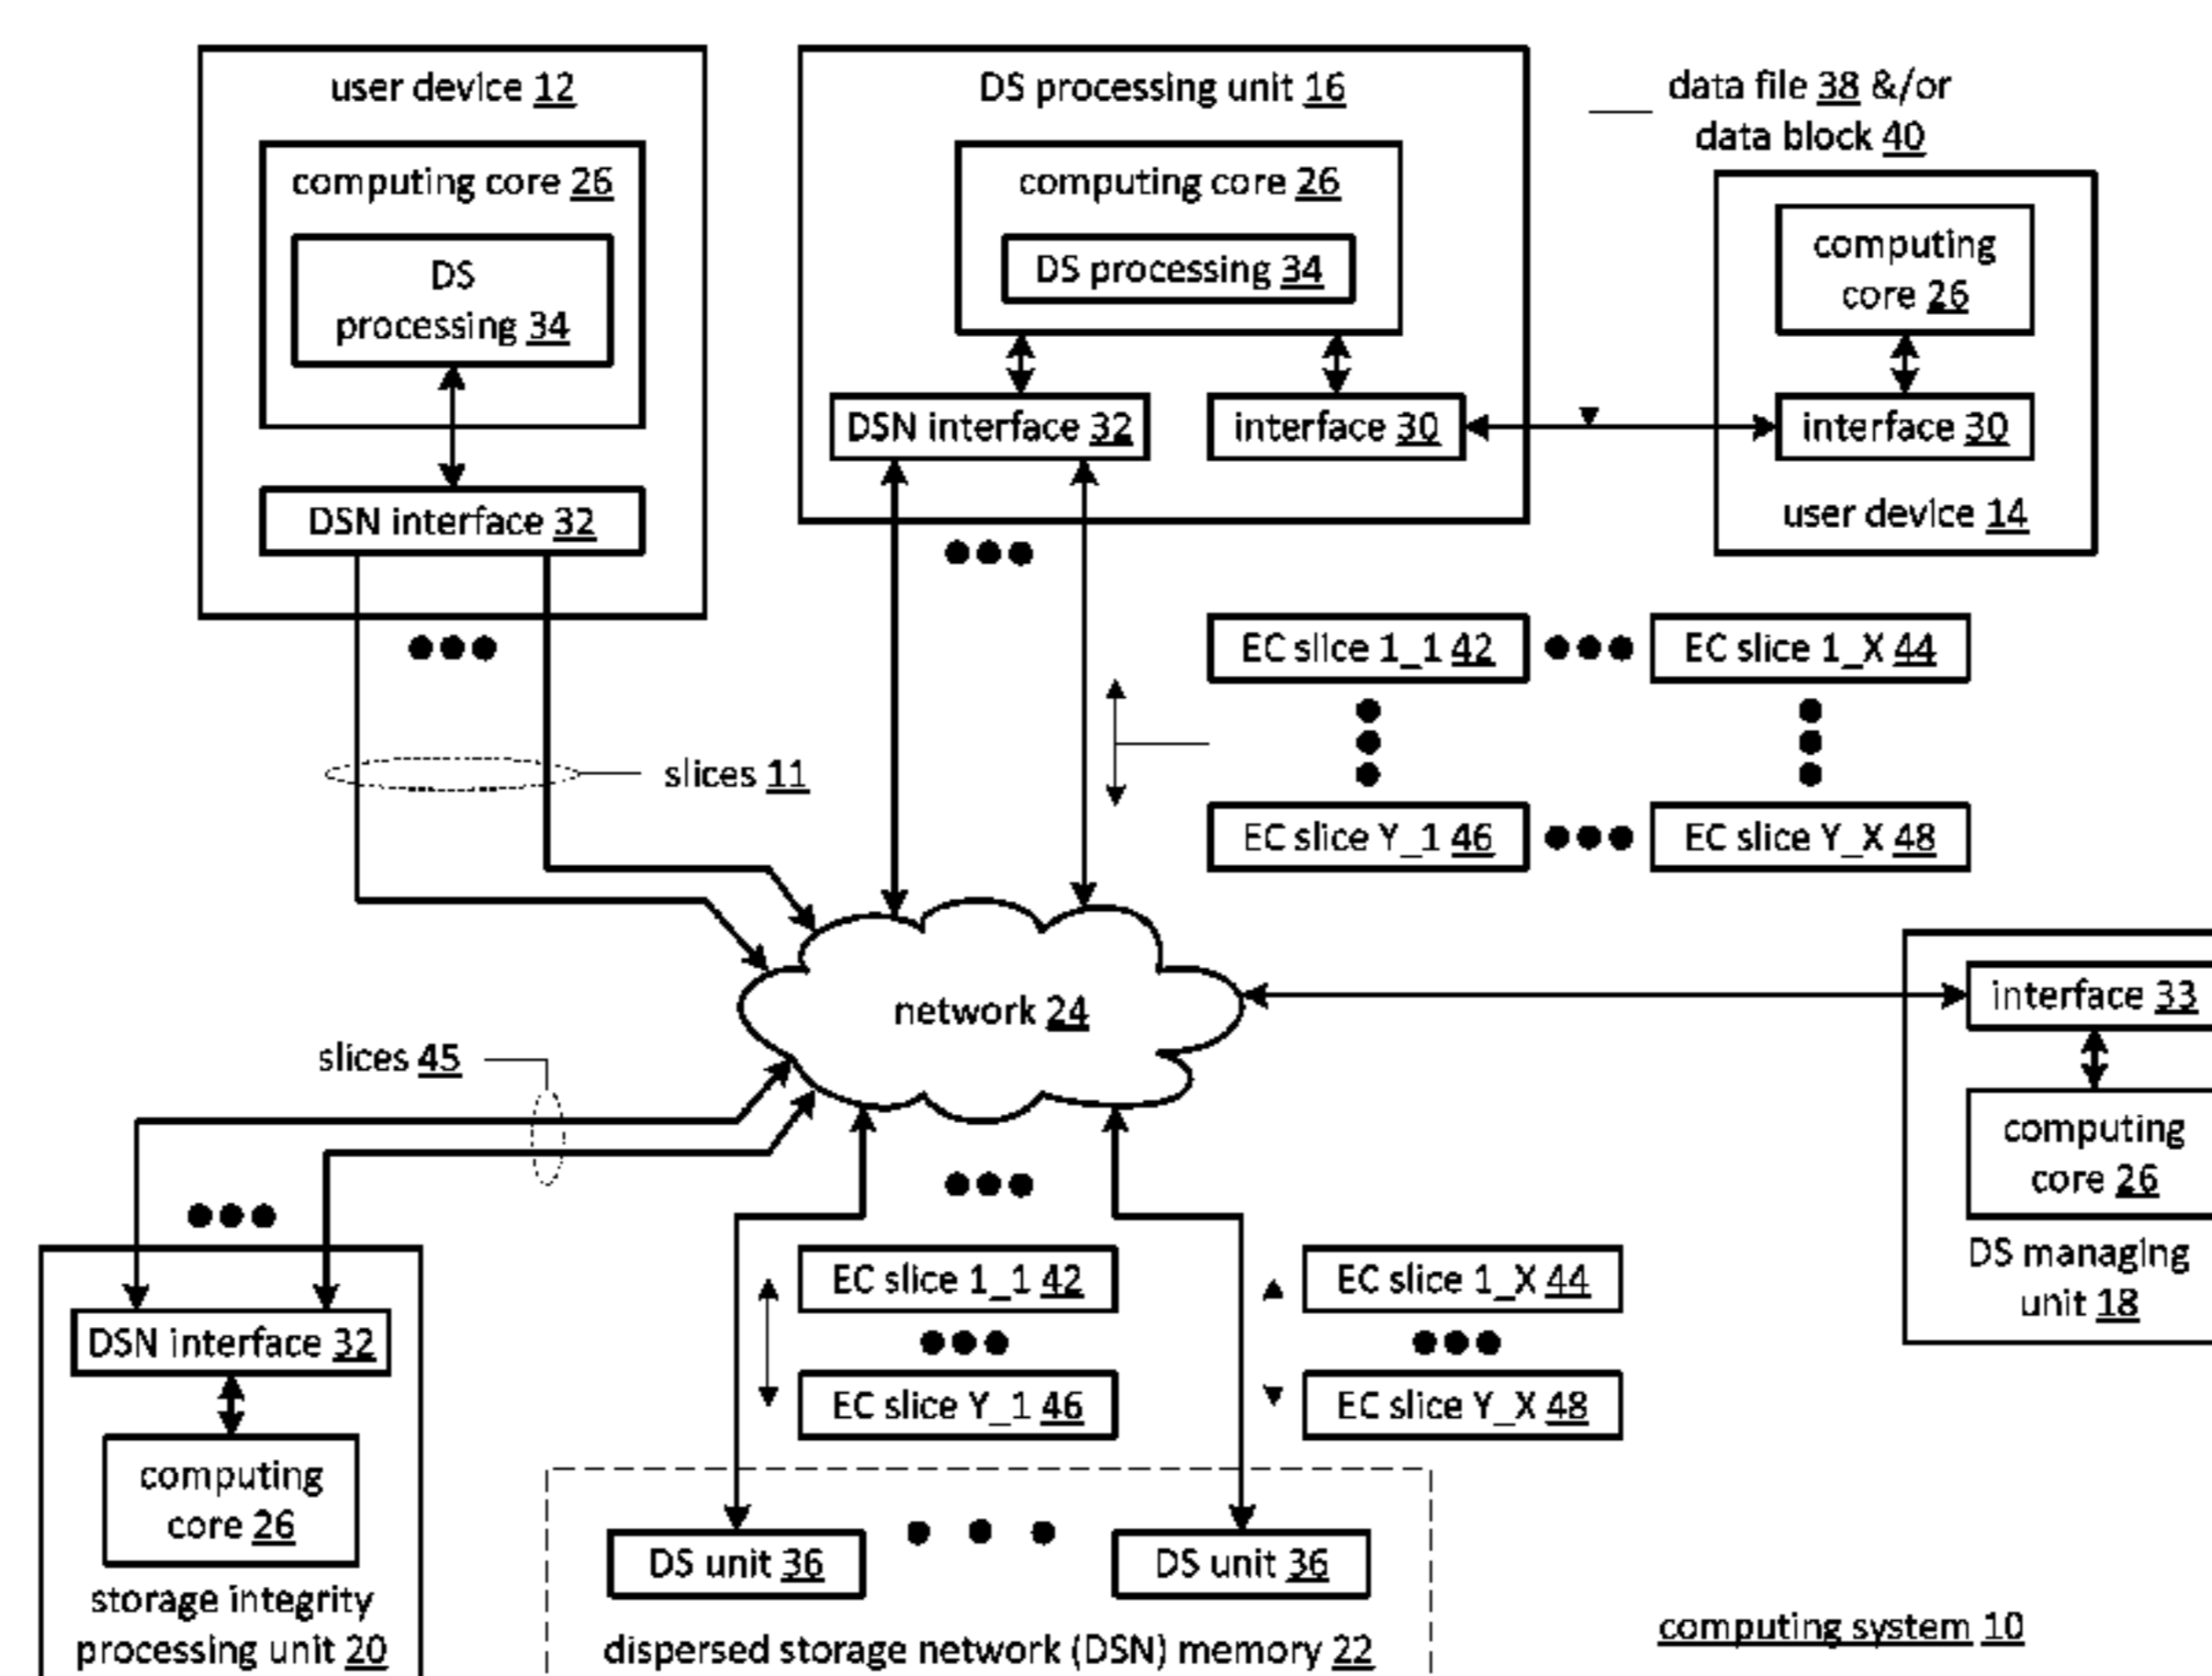 user device 12
computing core 26
DS
processing 34
DSN interface 32
DS processing unit 16
computing core 26
DS processing 34
DSN interface 32
interface 30
data file 38 &/or
data block 40
computing
core 26
interface 30
user device 14
slices 11
EC slice 1_1 42
EC slice 1_X 44
EC slice Y_1 46
EC slice Y_X 48
network 24
interface 33
computing
core 26
DS managing
unit 18
slices 45
DSN interface 32
computing
core 26
storage integrity
processing unit 20
EC slice 1_1 42
EC slice 1_X 44
EC slice Y_1 46
EC slice Y_X 48
DS unit 36
DS unit 36
dispersed storage network (DSN) memory 22
computing system 10